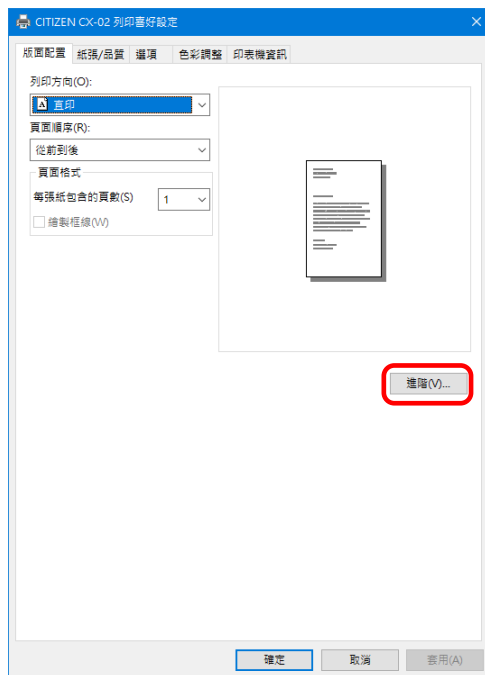 CITIZEN CX-02 列印喜好設定
版面配置 紙張/品質 選項 色彩調整 印表機資訊
列印方向(O):
A 直印
頁面順序(R):
從前到後
頁面格式
每張紙包含的頁數(S) 1
繪製框線(W)
進階(V)...
確定 取消 套用(A)